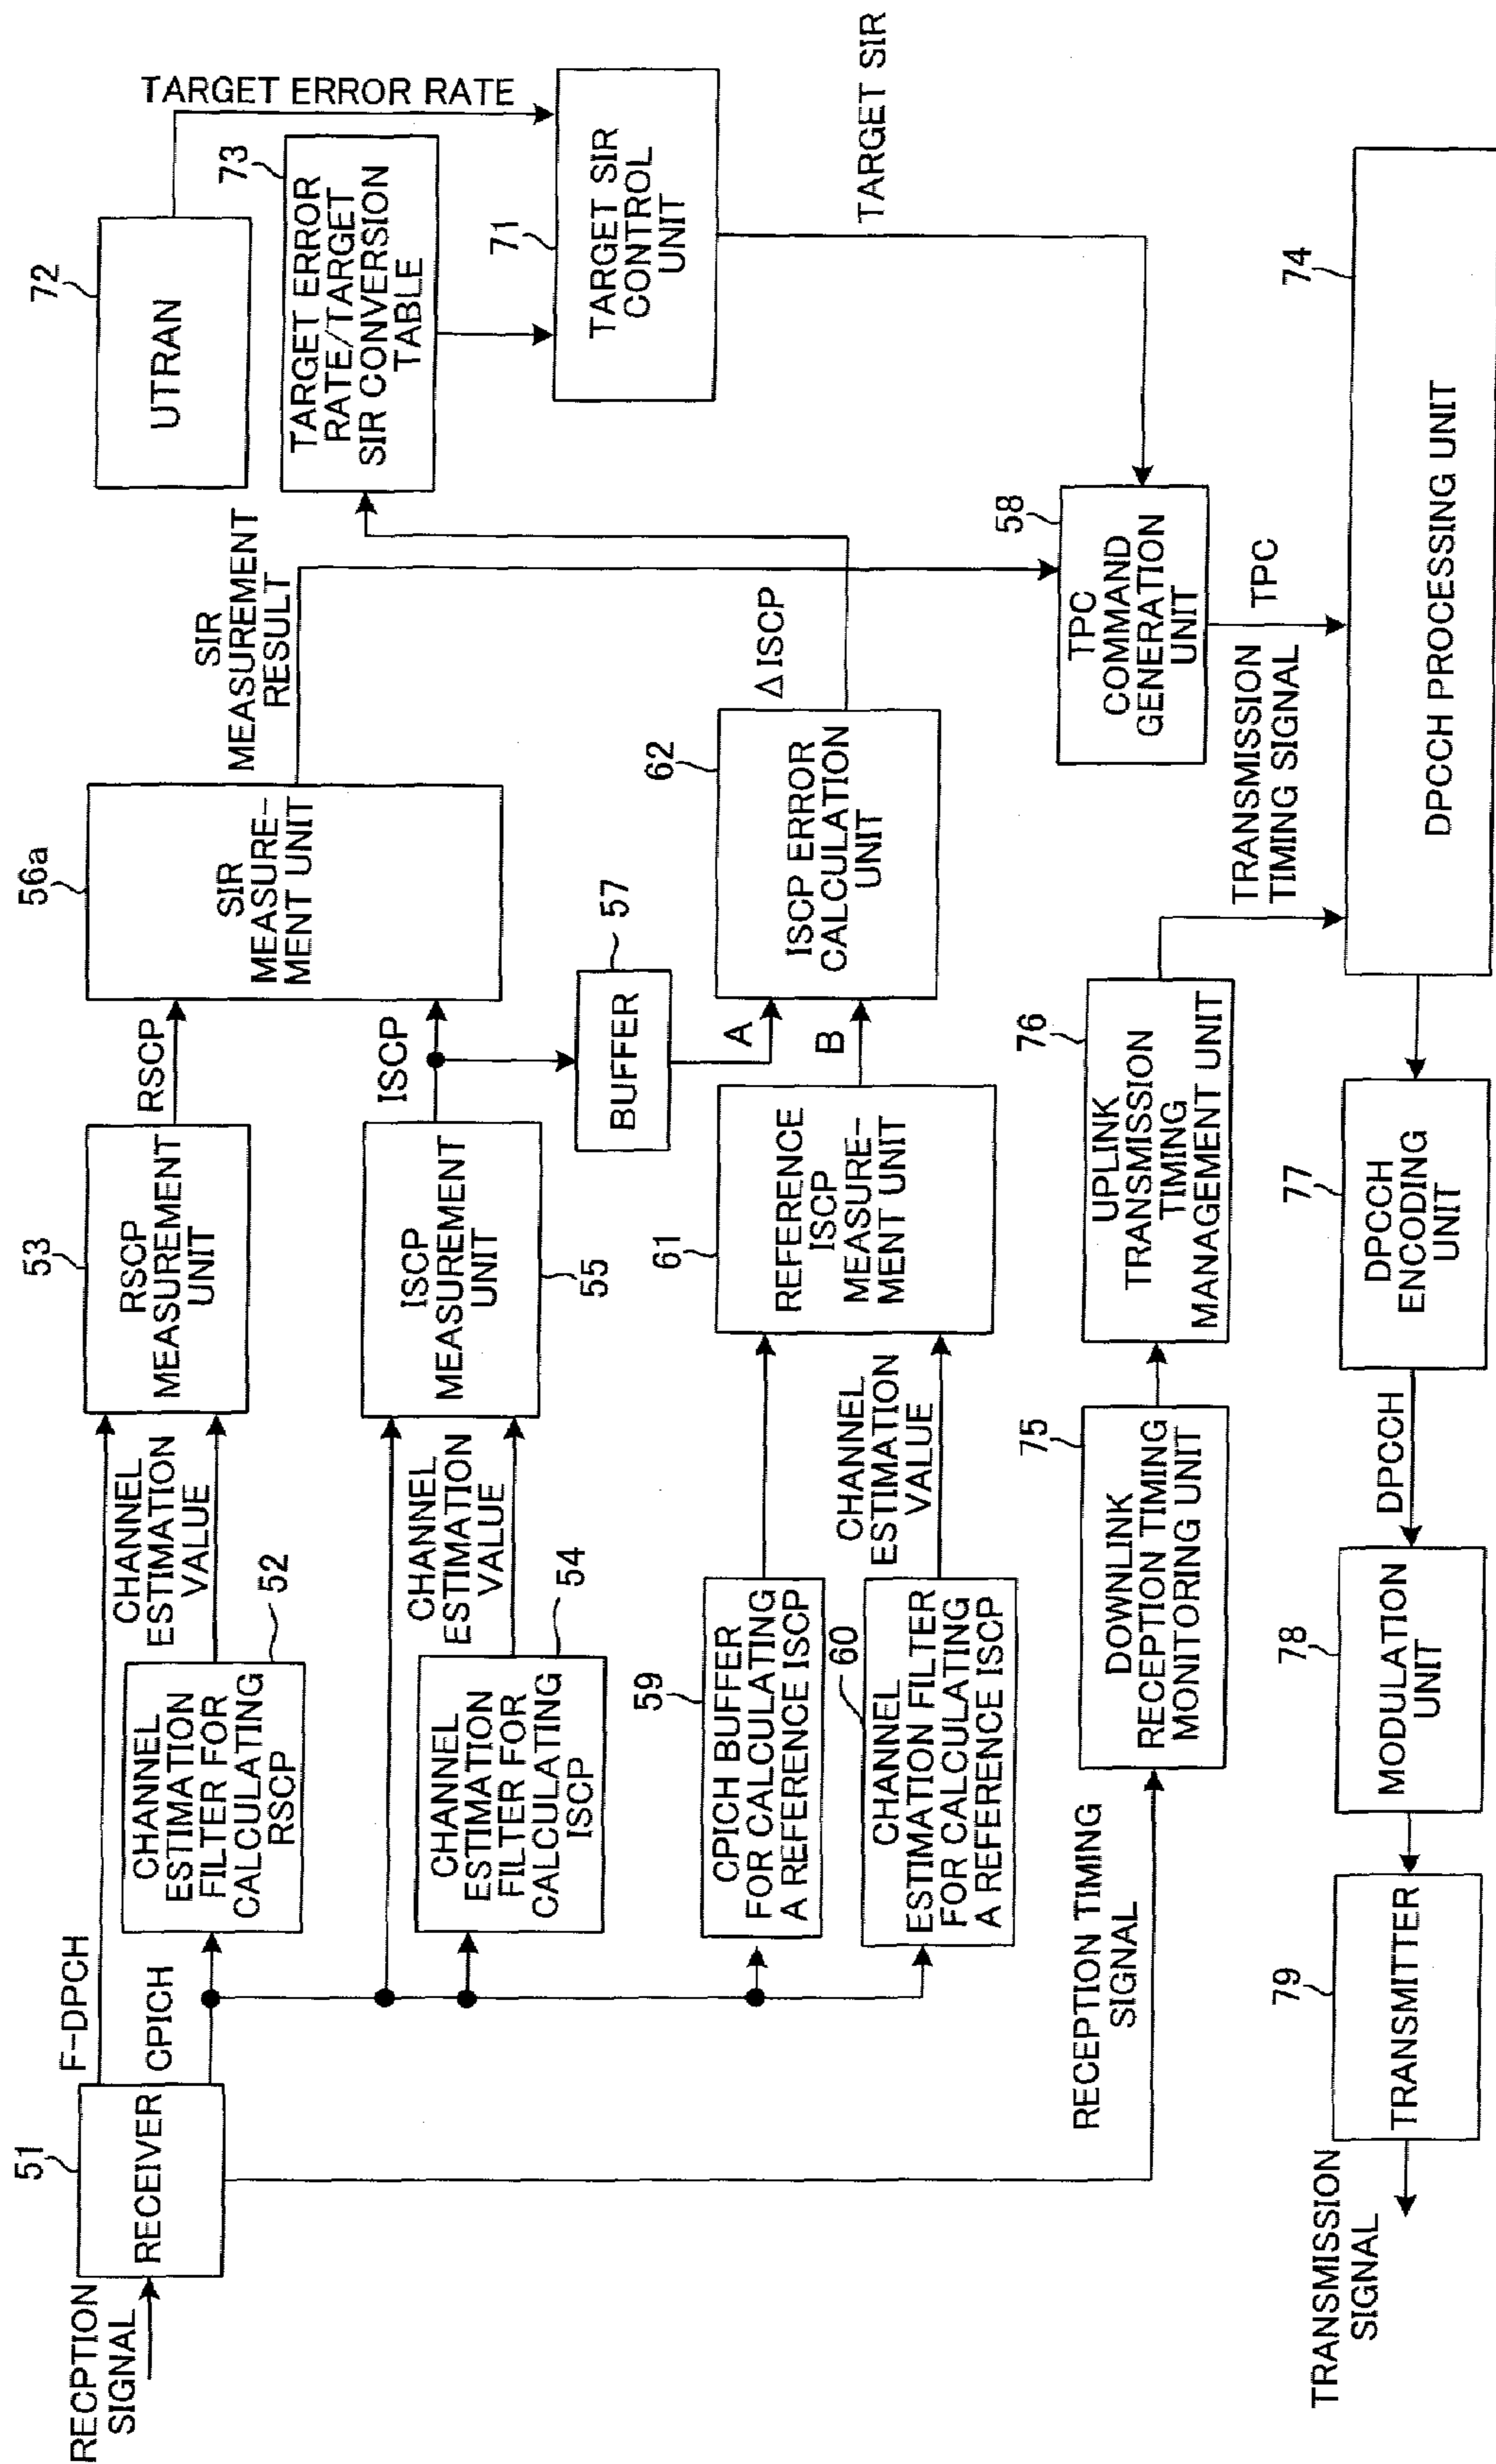 RECPTION
SIGNAL
51
RECEIVER
F-DPCH
CPICH
CHANNEL
ESTIMATION
FILTER FOR
CALCULATING
RSCP
52
CHANNEL
ESTIMATION
VALUE
53
RSCP
MEASUREMENT
UNIT
RSCP
56a
SIR
MEASURE-
MENT UNIT
SIR
MEASUREMENT
RESULT
72
UTRAN
TARGET ERROR RATE
73
TARGET ERROR
RATE/TARGET
SIR CONVERSION
TABLE
71
TARGET SIR
CONTROL
UNIT
TARGET SIR
CHANNEL
ESTIMATION
FILTER FOR
CALCULATING
ISCP
54
CHANNEL
ESTIMATION
VALUE
ISCP
MEASUREMENT
UNIT
55
ISCP
BUFFER
57
59
CPICH BUFFER
FOR CALCULATING
A REFERENCE ISCP
60
CHANNEL
ESTIMATION FILTER
FOR CALCULATING
A REFERENCE ISCP
CHANNEL
ESTIMATION
VALUE
61
REFERENCE
ISCP
MEASURE-
MENT UNIT
A
B
62
ISCP ERROR
CALCULATION
UNIT
Δ ISCP
58
TPC
COMMAND
GENERATION
UNIT
TPC
RECEPTION TIMING
SIGNAL
75
DOWNLINK
RECEPTION TIMING
MONITORING UNIT
76
UPLINK
TRANSMISSION
TIMING
MANAGEMENT UNIT
TRANSMISSION
TIMING SIGNAL
74
DPCCH PROCESSING UNIT
77
DPCCH
ENCODING
UNIT
DPCCH
78
MODULATION
UNIT
79
TRANSMITTER
TRANSMISSION
SIGNAL